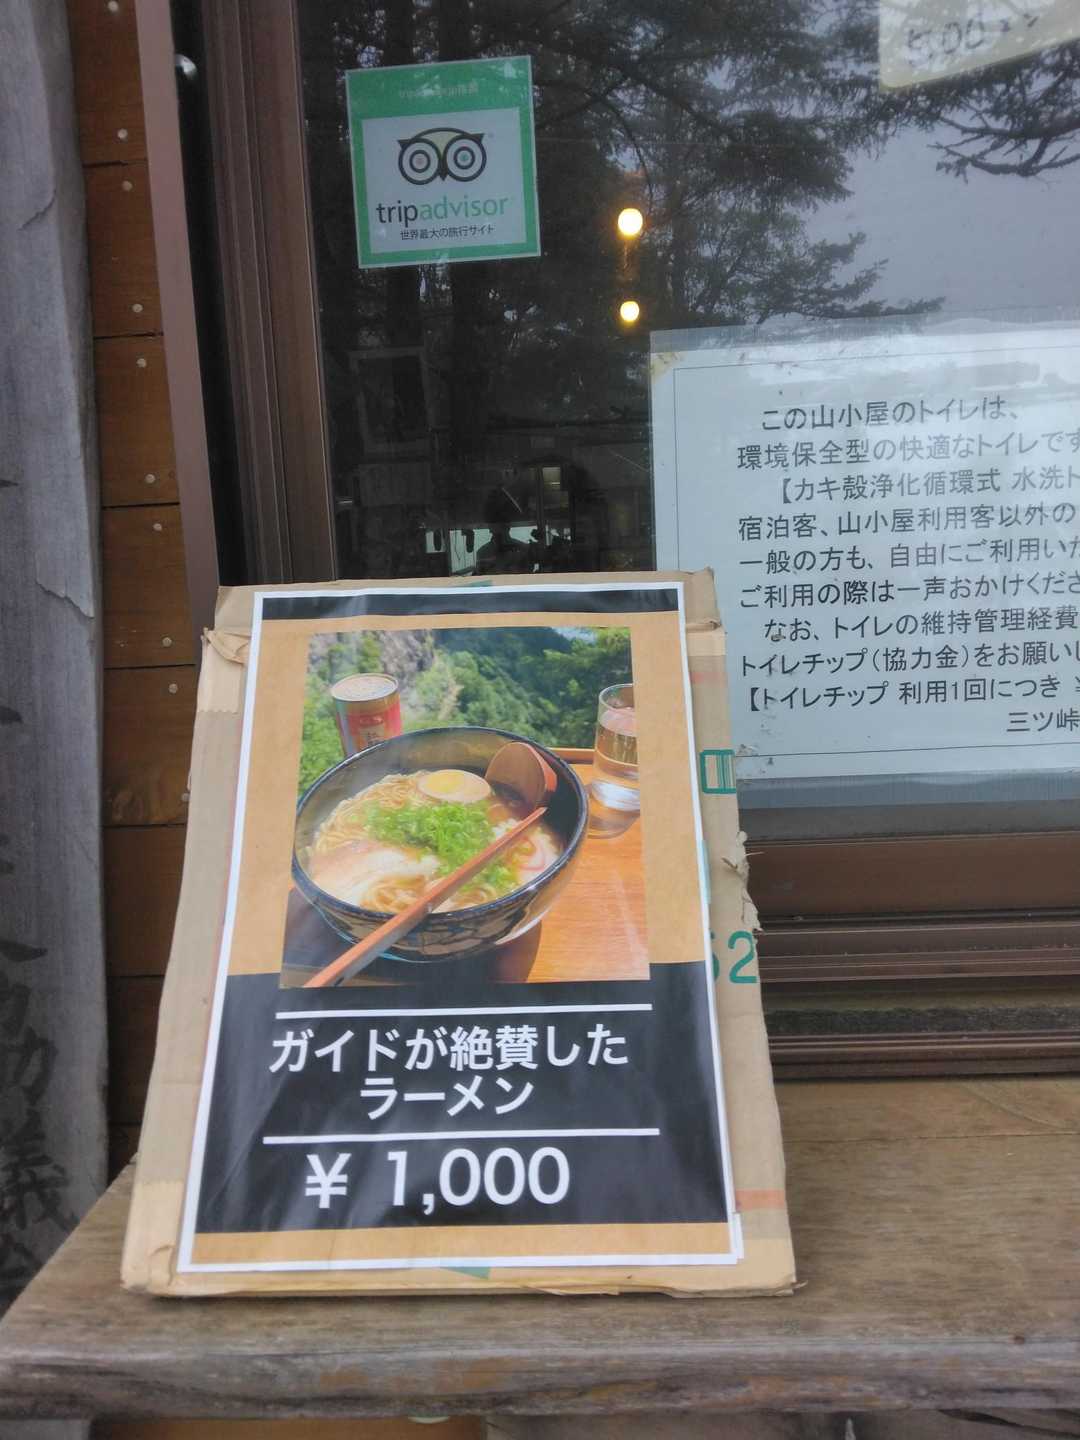 500
tripadvisor
世界最大の旅行サイト
この山小屋のトイレは、
環境保全型の快適なトイレです
【カキ殻浄化循環式 水洗ト
宿泊客、山小屋利用客以外の
一般の方も、自由にご利用いた
ご利用の際は一声おかけくださ
なお、トイレの維持管理経費
トイレチップ（協力金）をお願いし
【トイレチップ 利用1回につき ¥
三ツ峠
52
ガイドが絶賛した
ラーメン
¥ 1,000